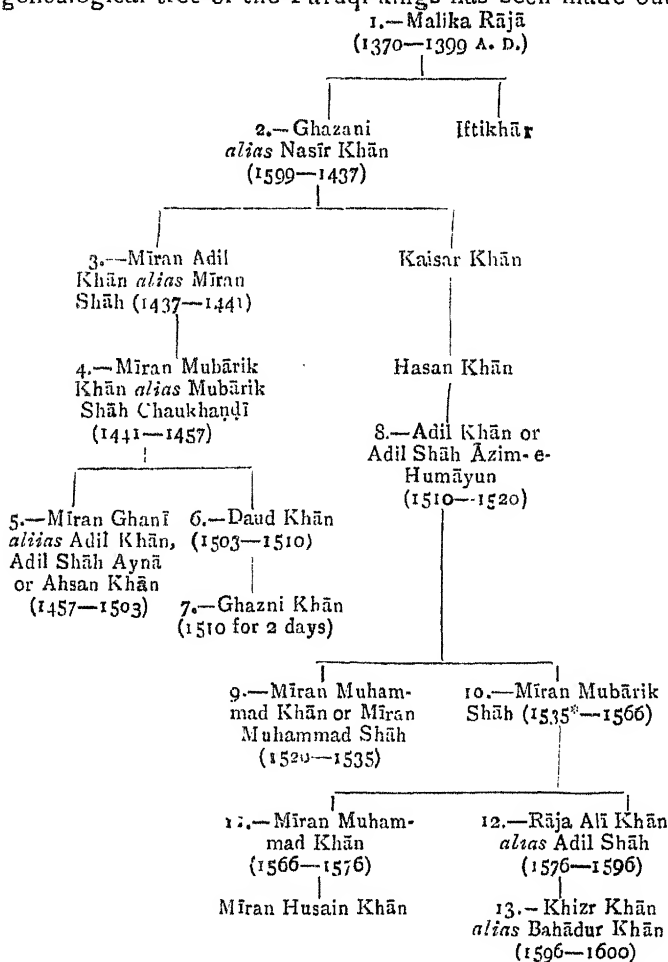 genealogical tree of the Faruqi kings has been made out
1.—Malika Rājā
(1370—1399 A. D.)
2.—Ghazani
alias Nasīr Khān
(1599—1437)
Iftikhār
3.—Mīran Adil
Khān alias Mīran
Shāh (1437—1441)
Kaisar Khān
4.—Mīran Mubārik
Khān alias Mubārik
Shāh Chaukhandī
(1441—1457)
Hasan Khān
8.—Adil Khān or
Adil Shāh Āzim-e-
Humāyun
(1510—1520)
5.—Mīran Ghanī
aliias Adil Khān,
Adil Shāh Aynā
or Ahsan Khān
(1457—1503)
6.—Daud Khān
(1503—1510)
7.—Ghazni Khān
(1510 for 2 days)
9.—Mīran Muham-
mad Khān or Mīran
Muhammad Shāh
(1520—1535)
10.—Mīran Mubārik
Shāh (1535*—1566)
11.—Mīran Muham-
mad Khān
(1566—1576)
Mīran Husain Khān
12.—Rāja Alī Khān
alias Adil Shāh
(1576—1596)
13.—Khizr Khān
alias Bahādur Khān
(1596—1600)